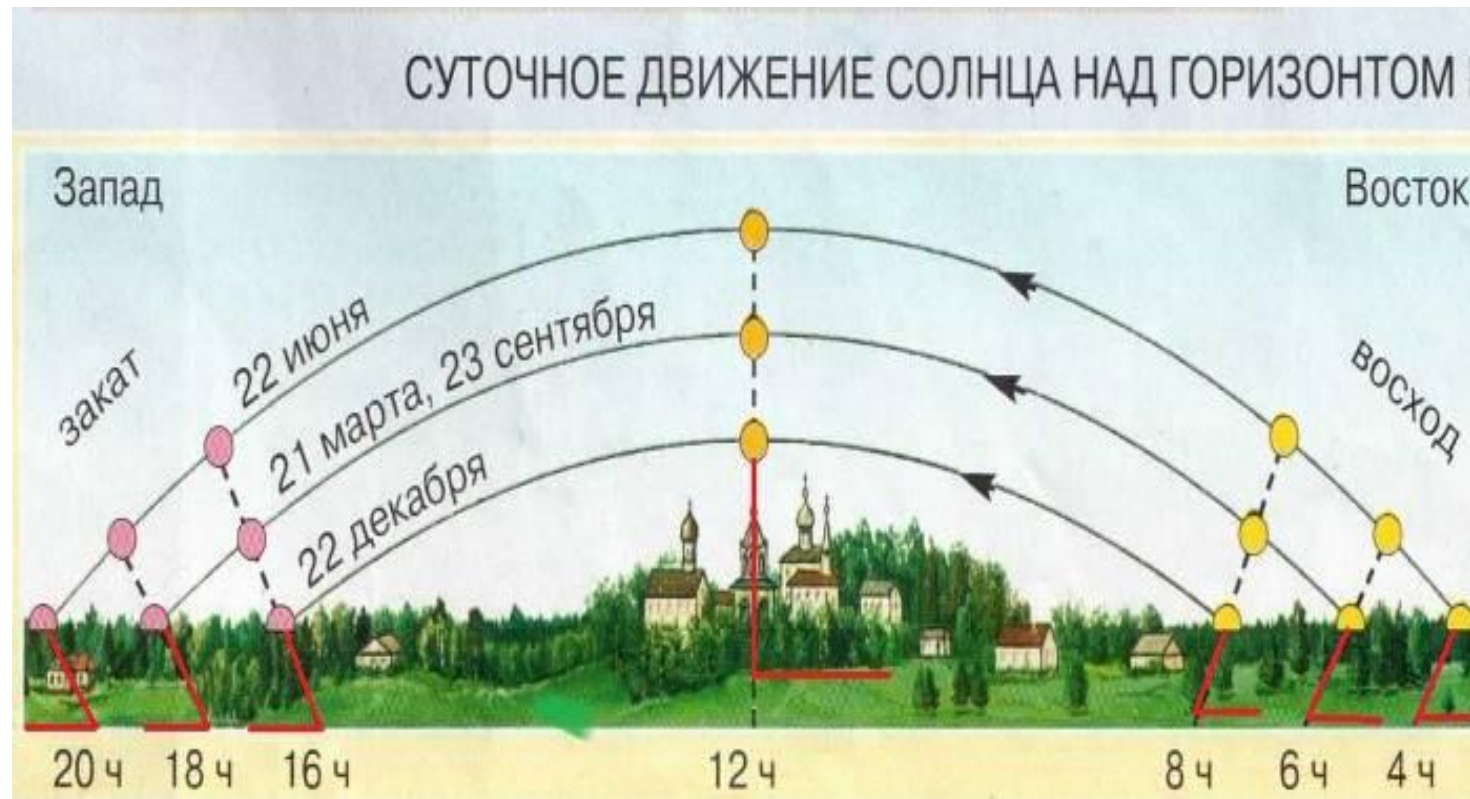 СУТОЧНОЕ ДВИЖЕНИЕ СОЛНЦА НАД ГОРИЗОНТОМ
Запад
Восток
закат
22 июня
21 марта, 23 сентября
22 декабря
восход
20 ч
18 ч
16 ч
12 ч
8 ч
6 ч
4 ч